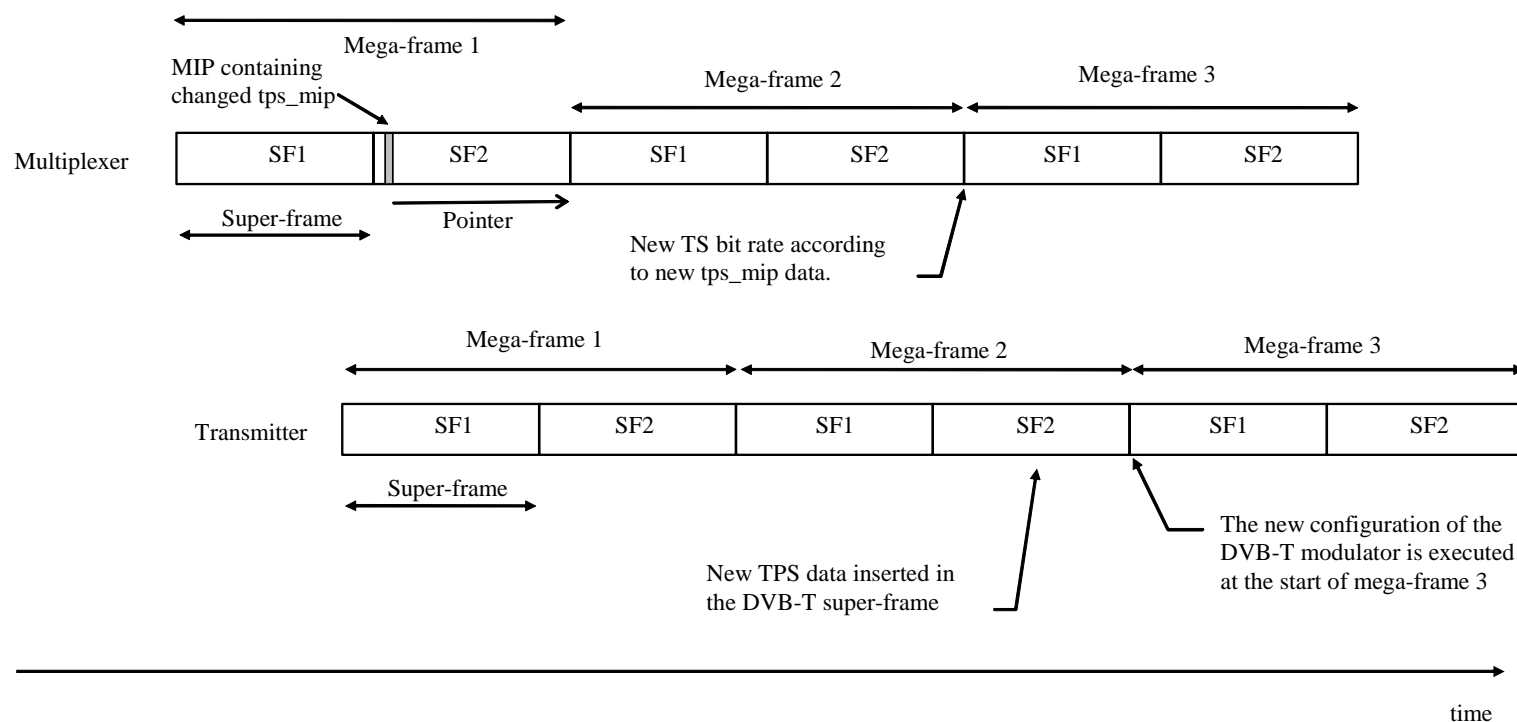 Mega-frame 1
MIP containing
changed tps_mip
Mega-frame 2
Mega-frame 3
Multiplexer
SF1
SF2
SF1
SF2
SF1
SF2
Super-frame
Pointer
New TS bit rate according
to new tps_mip data.
Mega-frame 1
Mega-frame 2
Mega-frame 3
Transmitter
SF1
SF2
SF1
SF2
SF1
SF2
Super-frame
New TPS data inserted in
the DVB-T super-frame
The new configuration of the
DVB-T modulator is executed
at the start of mega-frame 3
time